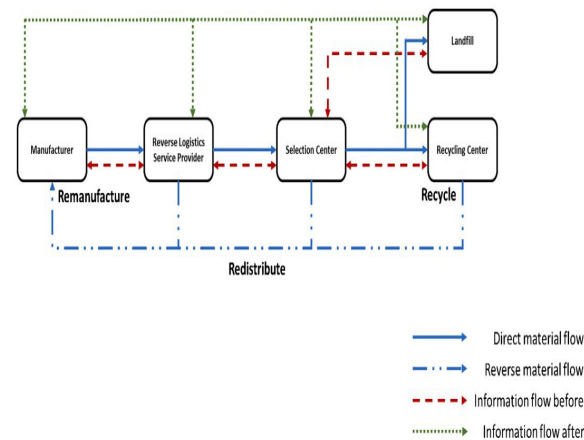 Landfill
Manufacturer
Reverse Logistics
Service Provider
Selection Center
Recycling Center
Remanufacture
Recycle
Redistribute
Direct material flow
Reverse material flow
Information flow before
Information flow after